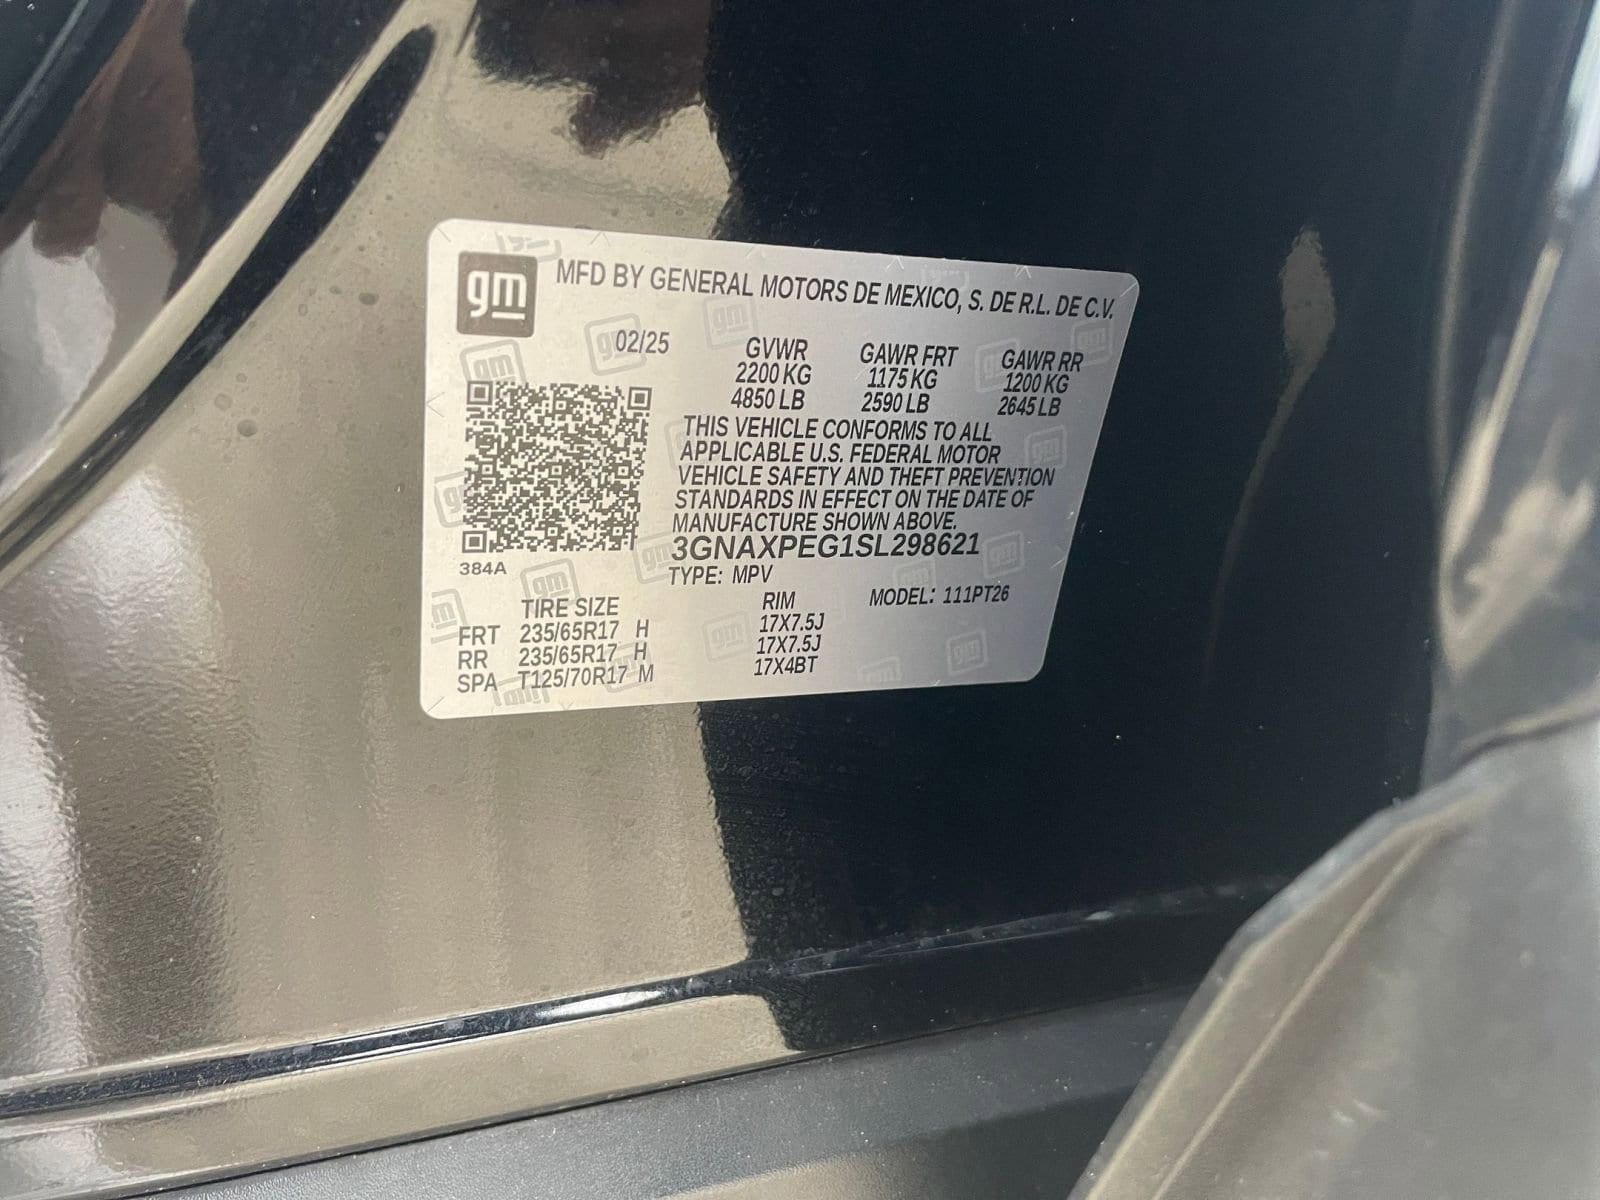 gm MFD BY GENERAL MOTORS DE MEXICO, S. DE R.L. DE C.V.
02/25 GVWR GAWR FRT GAWR RR
2200 KG 1175 KG 1200 KG
4850 LB 2590 LB 2645 LB
THIS VEHICLE CONFORMS TO ALL
APPLICABLE U.S. FEDERAL MOTOR
VEHICLE SAFETY AND THEFT PREVENTION
STANDARDS IN EFFECT ON THE DATE OF
MANUFACTURE SHOWN ABOVE.
3GNAXPEG1SL298621
384A TYPE: MPV
TIRE SIZE RIM MODEL: 111PT26
FRT 235/65R17 H 17X7.5J
RR 235/65R17 H 17X7.5J
SPA T125/70R17 M 17X4BT